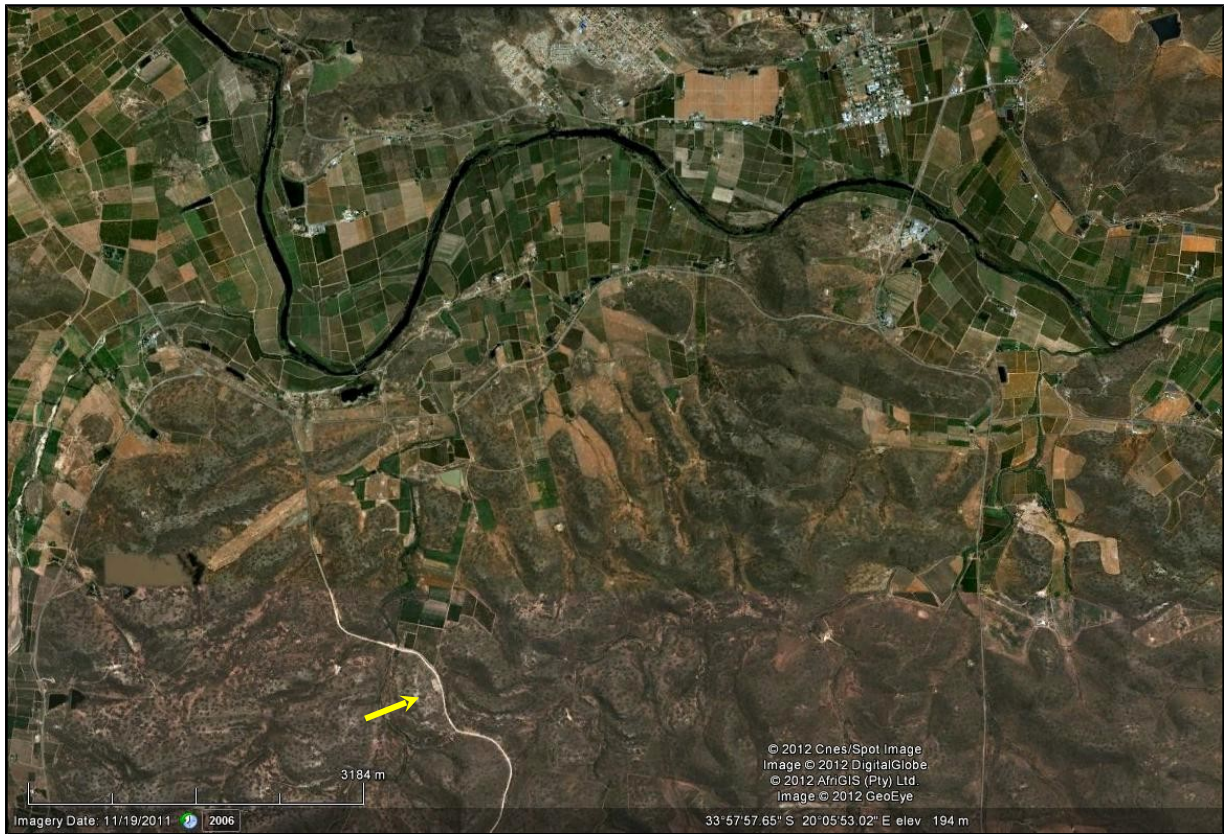 © 2012 Cnes/Spot Image
Image © 2012 DigitalGlobe
© 2012 AfriGIS (Pty) Ltd.
Image © 2012 GeoEye
3184 m
Imagery Date: 11/19/2011 2006 33°57'57.65" S 20°05'53.02" E elev 194 m